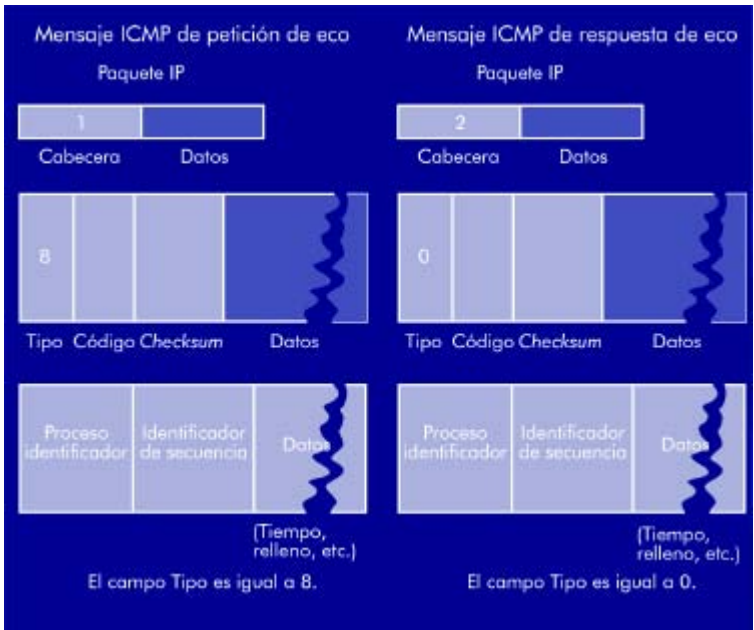 Mensaje ICMP de petición de eco
Paquete IP
1
Cabecera Datos
8
Tipo Código Checksum Datos
Proceso identificador
Identificador de secuencia
Datos
(Tiempo, relleno, etc.)
El campo Tipo es igual a 8.
Mensaje ICMP de respuesta de eco
Paquete IP
2
Cabecera Datos
0
Tipo Código Checksum Datos
Proceso identificador
Identificador de secuencia
Datos
(Tiempo, relleno, etc.)
El campo Tipo es igual a 0.